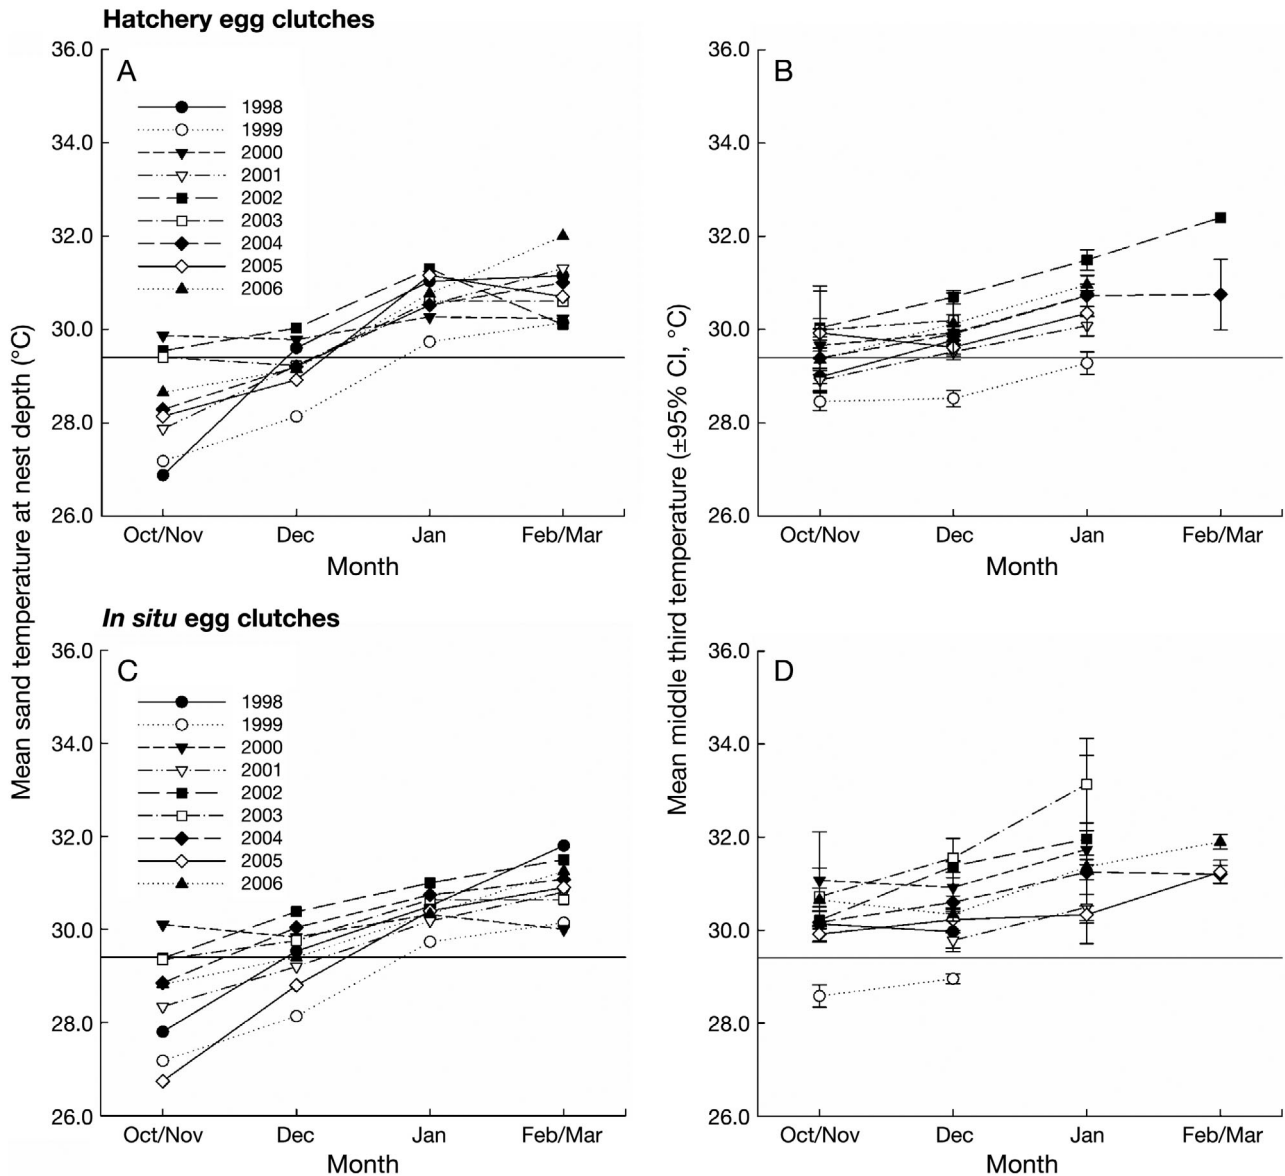 Hatchery egg clutches
Mean sand temperature at nest depth (°C)
Mean middle third temperature (±95% CI, °C)
A
36.0
34.0
32.0
30.0
28.0
26.0
1998
1999
2000
2001
2002
2003
2004
2005
2006
Oct/Nov Dec Jan Feb/Mar
Month
B
36.0
34.0
32.0
30.0
28.0
26.0
Oct/Nov Dec Jan Feb/Mar
Month
In situ egg clutches
C
36.0
34.0
32.0
30.0
28.0
26.0
1998
1999
2000
2001
2002
2003
2004
2005
2006
Oct/Nov Dec Jan Feb/Mar
Month
D
36.0
34.0
32.0
30.0
28.0
26.0
Oct/Nov Dec Jan Feb/Mar
Month